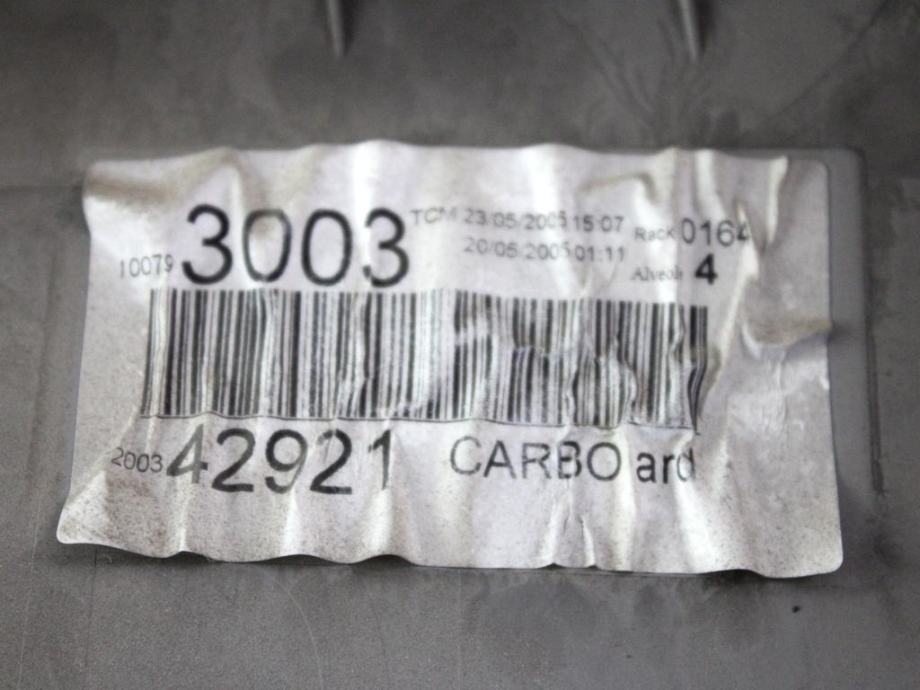 10079 3003 TCM 23/05/2005 15:07 Rack 0164
20/05/2005 01:11 Alveole 4
2003 42921 CARBO ard